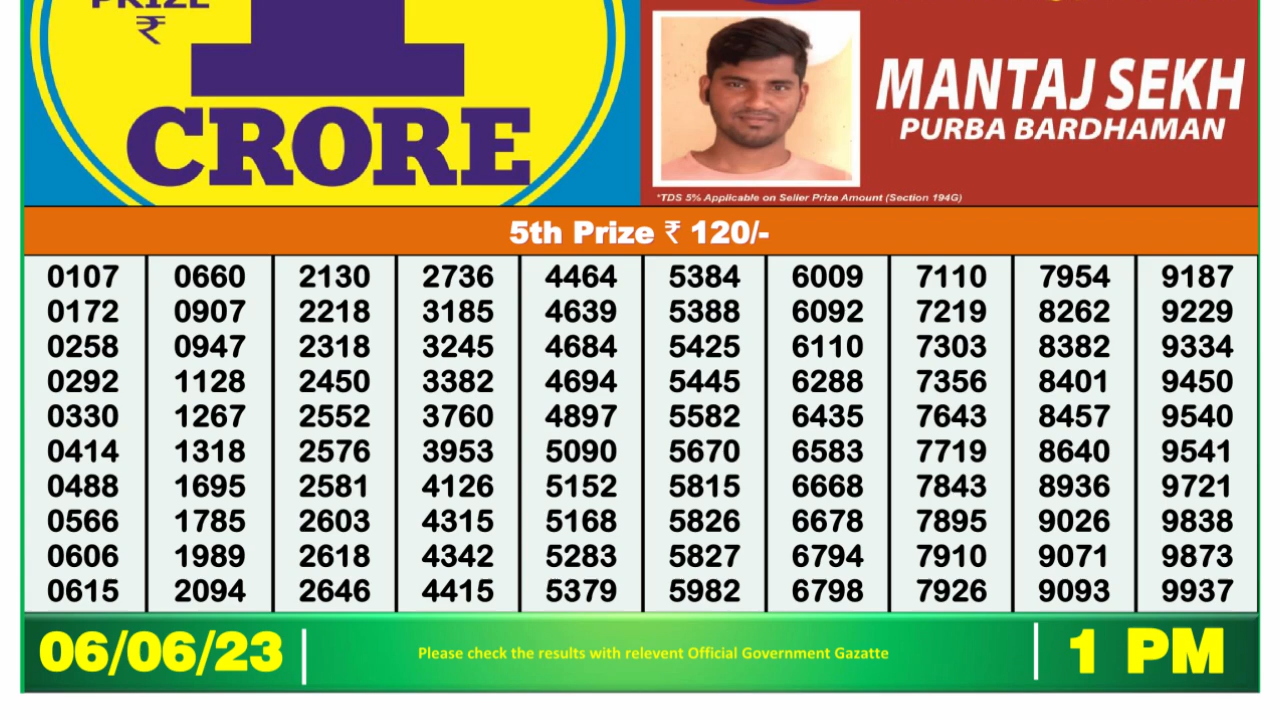 PRIZE
₹
1
CRORE
MANTAJ SEKH
PURBA BARDHAMAN
*TDS 5% Applicable on Seller Prize Amount (Section 194G)
5th Prize ₹ 120/-
0107 0660 2130 2736 4464 5384 6009 7110 7954 9187
0172 0907 2218 3185 4639 5388 6092 7219 8262 9229
0258 0947 2318 3245 4684 5425 6110 7303 8382 9334
0292 1128 2450 3382 4694 5445 6288 7356 8401 9450
0330 1267 2552 3760 4897 5582 6435 7643 8457 9540
0414 1318 2576 3953 5090 5670 6583 7719 8640 9541
0488 1695 2581 4126 5152 5815 6668 7843 8936 9721
0566 1785 2603 4315 5168 5826 6678 7895 9026 9838
0606 1989 2618 4342 5283 5827 6794 7910 9071 9873
0615 2094 2646 4415 5379 5982 6798 7926 9093 9937
06/06/23
Please check the results with relevent Official Government Gazatte
1 PM